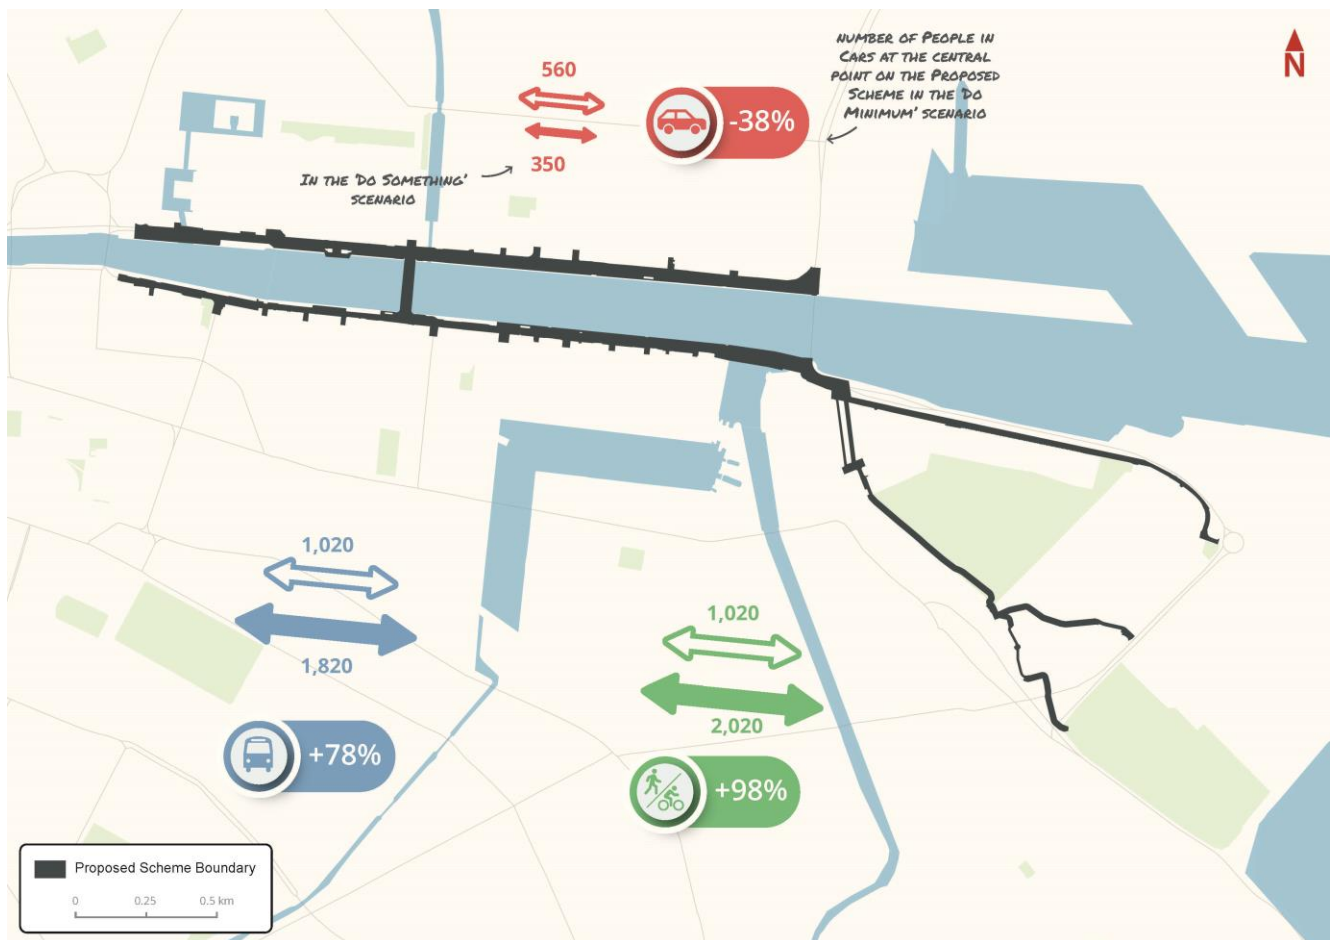 560
350
-38%
NUMBER OF PEOPLE IN
CARS AT THE CENTRAL
POINT ON THE PROPOSED
SCHEME IN THE 'DO
MINIMUM' SCENARIO
N
IN THE 'DO SOMETHING'
SCENARIO
1,020
1,820
+78%
1,020
2,020
+98%
Proposed Scheme Boundary
0 0.25 0.5 km